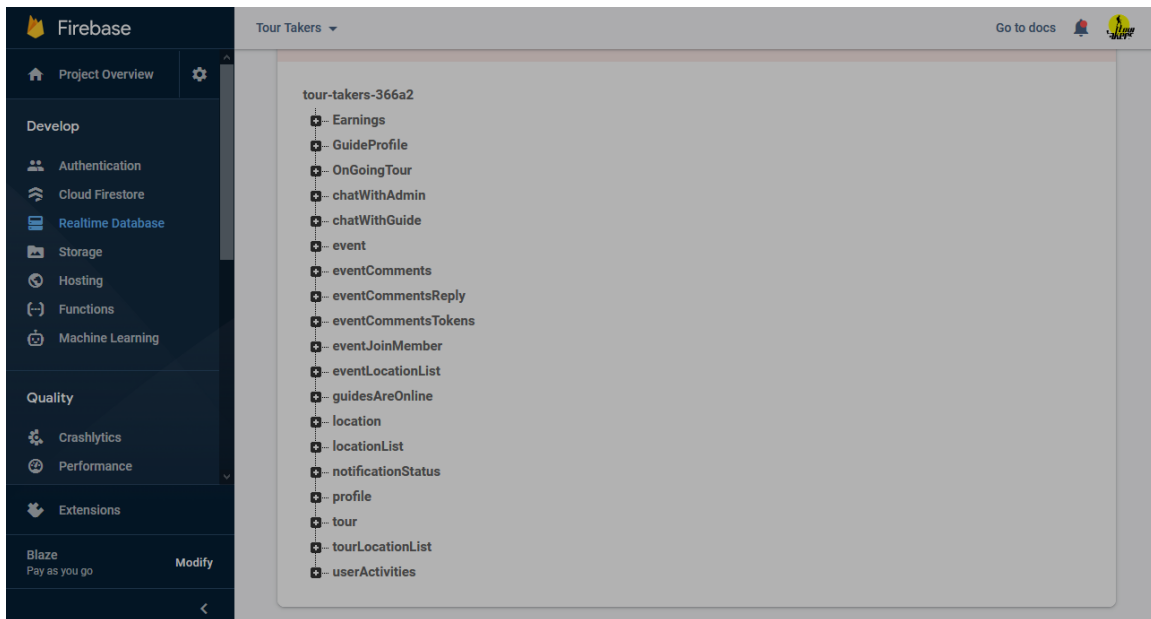 Firebase
Project Overview
Develop
Authentication
Cloud Firestore
Realtime Database
Storage
Hosting
Functions
Machine Learning
Quality
Crashlytics
Performance
Extensions
Blaze
Pay as you go
Modify
Tour Takers
Go to docs
tour-takers-366a2
Earnings
GuideProfile
OnGoingTour
chatWithAdmin
chatWithGuide
event
eventComments
eventCommentsReply
eventCommentsTokens
eventJoinMember
eventLocationList
guidesAreOnline
location
locationList
notificationStatus
profile
tour
tourLocationList
userActivities